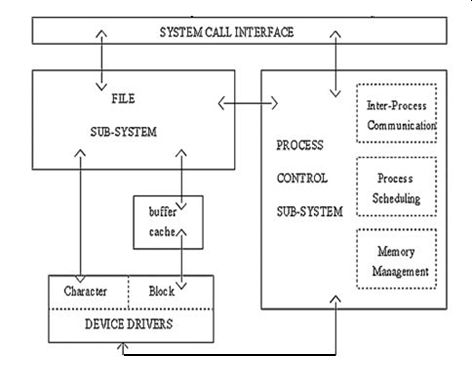 SYSTEM CALL INTERFACE
FILE
SUB-SYSTEM
PROCESS
CONTROL
SUB-SYSTEM
Inter-Process
Communication
Process
Scheduling
Memory
Management
buffer
cache
Character
Block
DEVICE DRIVERS